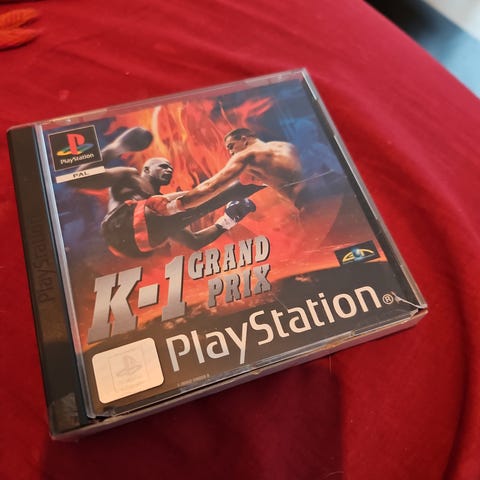 PlayStation
PAL
PlayStation
K-1 GRAND
PRIX
PlayStation®